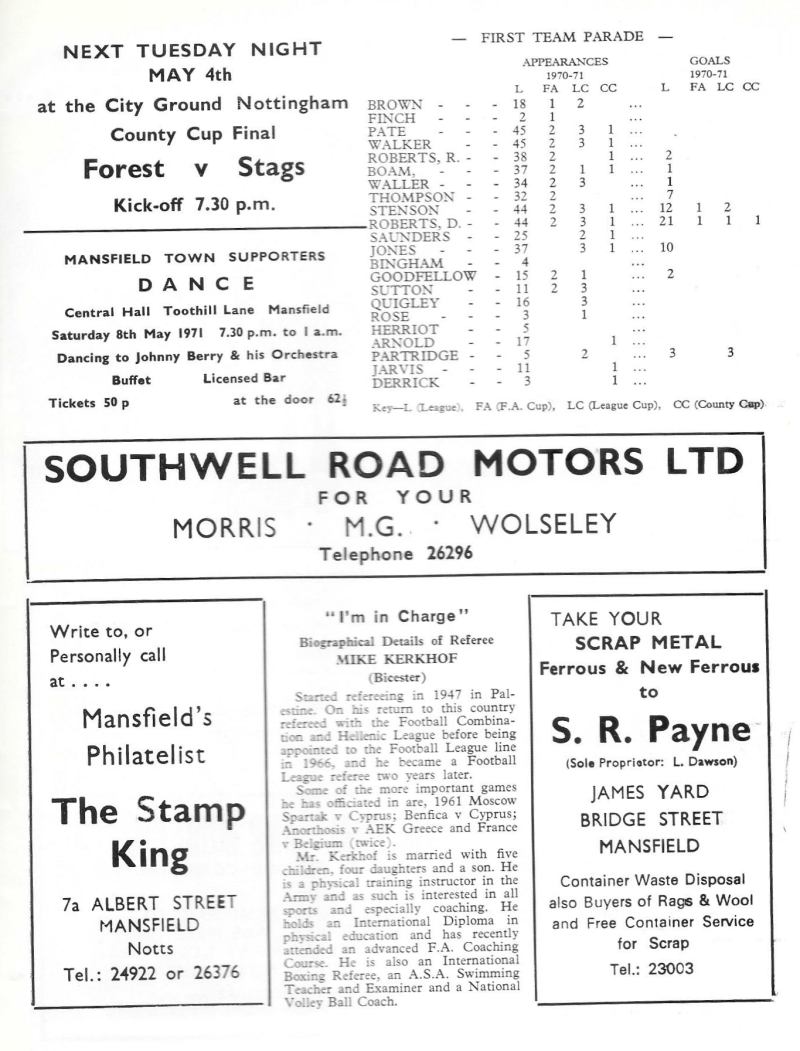 NEXT TUESDAY NIGHT
MAY 4th
at the City Ground Nottingham
County Cup Final
Forest v Stags
Kick-off 7.30 p.m.
MANSFIELD TOWN SUPPORTERS
DANCE
Central Hall Toothill Lane Mansfield
Saturday 8th May 1971 7.30 p.m. to 1 a.m.
Dancing to Johnny Berry & his Orchestra
Buffet Licensed Bar
Tickets 50 p at the door 62½
— FIRST TEAM PARADE —
APPEARANCES GOALS
1970-71 1970-71
L FA LC CC L FA LC CC
BROWN - - - 18 1 2 ...
FINCH - - - 2 1 ...
PATE - - - 45 2 3 1 ...
WALKER - - 45 2 3 1 ...
ROBERTS, R. - - 38 2 1 ... 2
BOAM, - - - 37 2 1 1 ... 1
WALLER - - - 34 2 3 ... 1
THOMPSON - - 32 2 ... 7
STENSON - - 44 2 3 1 ... 12 1 2
ROBERTS, D. - - 44 2 3 1 ... 21 1 1 1
SAUNDERS - - 25 2 1 ...
JONES - - - 37 3 1 ... 10
BINGHAM - - 4 ...
GOODFELLOW - 15 2 1 ... 2
SUTTON - - 11 2 3 ...
QUIGLEY - - 16 3 ...
ROSE - - - 3 1 ...
HERRIOT - - 5 ...
ARNOLD - - 17 1 ...
PARTRIDGE - - 5 2 ... 3 3
JARVIS - - - 11 1 ...
DERRICK - - 3 1 ...
Key—L (League), FA (F.A. Cup), LC (League Cup), CC (County Cup)
SOUTHWELL ROAD MOTORS LTD
FOR YOUR
MORRIS · M.G. · WOLSELEY
Telephone 26296
Write to, or
Personally call
at . . . .
Mansfield's
Philatelist
The Stamp
King
7a ALBERT STREET
MANSFIELD
Notts
Tel.: 24922 or 26376
"I'm in Charge"
Biographical Details of Referee
MIKE KERKHOF
(Bicester)
Started refereeing in 1947 in Pal-
estine. On his return to this country
refereed with the Football Combina-
tion and Hellenic League before being
appointed to the Football League line
in 1966, and he became a Football
League referee two years later.
Some of the more important games
he has officiated in are, 1961 Moscow
Spartak v Cyprus; Benfica v Cyprus;
Anorthosis v AEK Greece and France
v Belgium (twice).
Mr. Kerkhof is married with five
children, four daughters and a son. He
is a physical training instructor in the
Army and as such is interested in all
sports and especially coaching. He
holds an International Diploma in
physical education and has recently
attended an advanced F.A. Coaching
Course. He is also an International
Boxing Referee, an A.S.A. Swimming
Teacher and Examiner and a National
Volley Ball Coach.
TAKE YOUR
SCRAP METAL
Ferrous & New Ferrous
to
S. R. Payne
(Sole Proprietor: L. Dawson)
JAMES YARD
BRIDGE STREET
MANSFIELD
Container Waste Disposal
also Buyers of Rags & Wool
and Free Container Service
for Scrap
Tel.: 23003